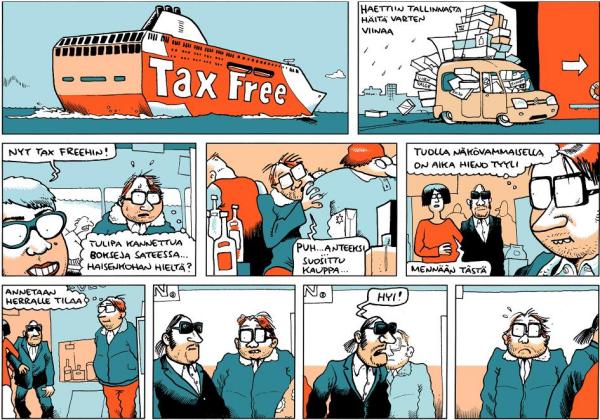 Tax Free
HAETTIIN TALLINNASTA
HÄITÄ VARTEN
VIINAA
NYT TAX FREEHIN!
TULIPA KANNETTUA
BOKSEJA SATEESSA...
HAISENKOHAN HIELTÄ?
PUH...ANTEEKSI
SUOSITTU
KAUPPA...
TUOLLA NÄKÖVAMMAISELLA
ON AIKA HIENO TYYLI
MENNÄÄN TÄSTÄ
ANNETAAN
HERRALLE TILAA
HYI!